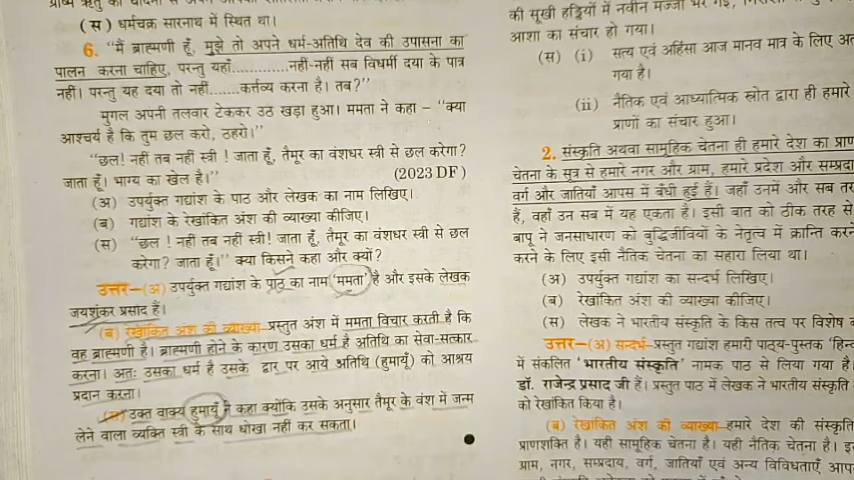 ग्रीष्म ऋतु की
(स) धर्मचक्र सारनाथ में स्थित था।
6. “मैं ब्राह्मणी हूँ, मुझे तो अपने धर्म-अतिथि देव की उपासना का
पालन करना चाहिए, परन्तु यहाँ.............नहीं-नहीं सब विधर्मी दया के पात्र
नहीं। परन्तु यह दया तो नहीं.......कर्त्तव्य करना है। तब?”
मुगल अपनी तलवार टेककर उठ खड़ा हुआ। ममता ने कहा – “क्या
आश्चर्य है कि तुम छल करो, ठहरो।”
“छल! नहीं तब नहीं स्त्री ! जाता हूँ, तैमूर का वंशधर स्त्री से छल करेगा?
जाता हूँ। भाग्य का खेल है।” (2023 DF)
(अ) उपर्युक्त गद्यांश के पाठ और लेखक का नाम लिखिए।
(ब) गद्यांश के रेखांकित अंश की व्याख्या कीजिए।
(स) “छल ! नहीं तब नहीं स्त्री! जाता हूँ, तैमूर का वंशधर स्त्री से छल
करेगा? जाता हूँ।” क्या किसने कहा और क्यों?
उत्तर–(अ) उपर्युक्त गद्यांश के पाठ का नाम ‘ममता’ है और इसके लेखक
जयशंकर प्रसाद हैं।
(ब) रेखांकित अंश की व्याख्या–प्रस्तुत अंश में ममता विचार करती है कि
वह ब्राह्मणी है। ब्राह्मणी होने के कारण उसका धर्म है अतिथि का सेवा-सत्कार
करना। अतः उसका धर्म है उसके द्वार पर आये अतिथि (हुमायूँ) को आश्रय
प्रदान करना।
(स) उक्त वाक्य हुमायूँ ने कहा क्योंकि उसके अनुसार तैमूर के वंश में जन्म
लेने वाला व्यक्ति स्त्री के साथ धोखा नहीं कर सकता।
की सूखी हड्डियों में नवीन मज्जा भर गई,
आशा का संचार हो गया।
(स) (i) सत्य एवं अहिंसा आज मानव मात्र के लिए
गया है।
(ii) नैतिक एवं आध्यात्मिक स्रोत द्वारा ही हमारे
प्राणों का संचार हुआ।
2. संस्कृति अथवा सामूहिक चेतना ही हमारे देश का प्राण
चेतना के सूत्र से हमारे नगर और ग्राम, हमारे प्रदेश और सम्प्रदा
वर्ग और जातियाँ आपस में बँधी हुई हैं। जहाँ उनमें और सब तर
हैं, वहाँ उन सब में यह एकता है। इसी बात को ठीक तरह से
बापू ने जनसाधारण को बुद्धिजीवियों के नेतृत्व में क्रान्ति करने
करने के लिए इसी नैतिक चेतना का सहारा लिया था।
(अ) उपर्युक्त गद्यांश का सन्दर्भ लिखिए।
(ब) रेखांकित अंश की व्याख्या कीजिए।
(स) लेखक ने भारतीय संस्कृति के किस तत्व पर विशेष
उत्तर–(अ) सन्दर्भ–प्रस्तुत गद्यांश हमारी पाठ्य-पुस्तक ‘हिन्द
में संकलित ‘भारतीय संस्कृति’ नामक पाठ से लिया गया है
डॉ. राजेन्द्र प्रसाद जी हैं। प्रस्तुत पाठ में लेखक ने भारतीय संस्कृति
को रेखांकित किया है।
(ब) रेखांकित अंश की व्याख्या–हमारे देश की संस्कृति
प्राणशक्ति है। यही सामूहिक चेतना है। यही नैतिक चेतना है।
ग्राम, नगर, सम्प्रदाय, वर्ग, जातियाँ एवं अन्य विविधताएँ आप